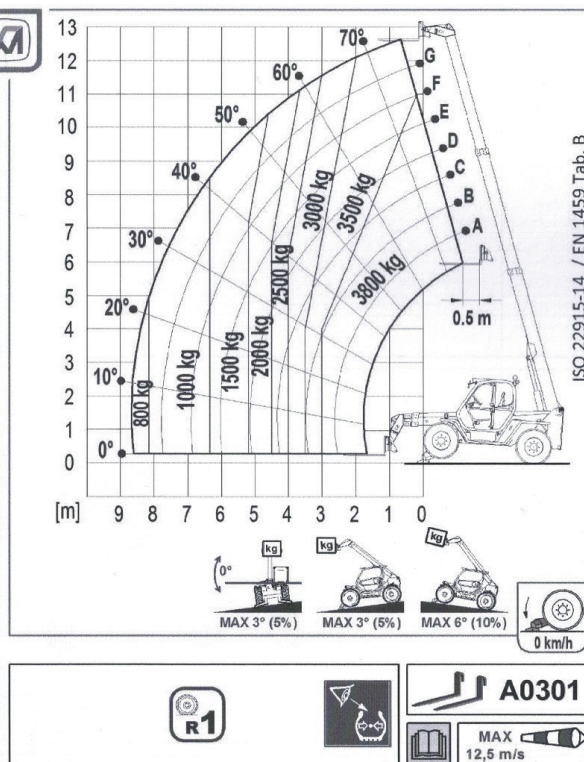 13
12
11
10
9
8
7
6
5
4
3
2
1
0
[m] 9 8 7 6 5 4 3 2 1 0
0°
10°
20°
30°
40°
50°
60°
70°
G
F
E
D
C
B
A
800 kg
1000 kg
1500 kg
2000 kg
2500 kg
3000 kg
3500 kg
3800 kg
0.5 m
ISO 22915-14 / EN 1459 Tab. B
kg
kg
kg
0°
MAX 3° (5%)
MAX 3° (5%)
MAX 6° (10%)
0 km/h
R1
A0301
MAX
12,5 m/s